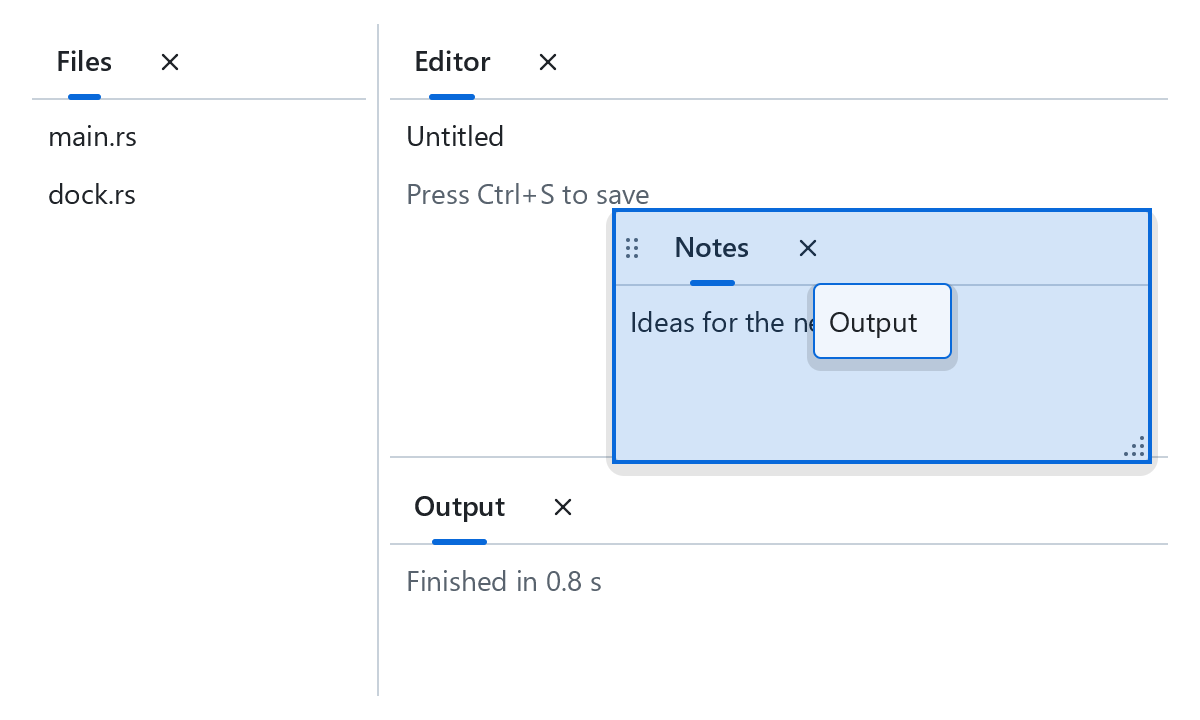 Files
main.rs
dock.rs
Editor
Untitled
Press Ctrl+S to save
Notes
Ideas for the
Output
Output
Finished in 0.8 s